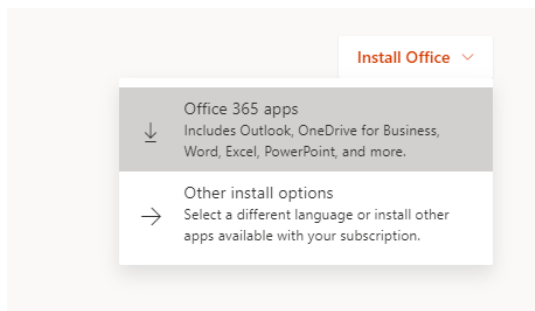 Install Office
Office 365 apps
Includes Outlook, OneDrive for Business,
Word, Excel, PowerPoint, and more.
Other install options
Select a different language or install other
apps available with your subscription.